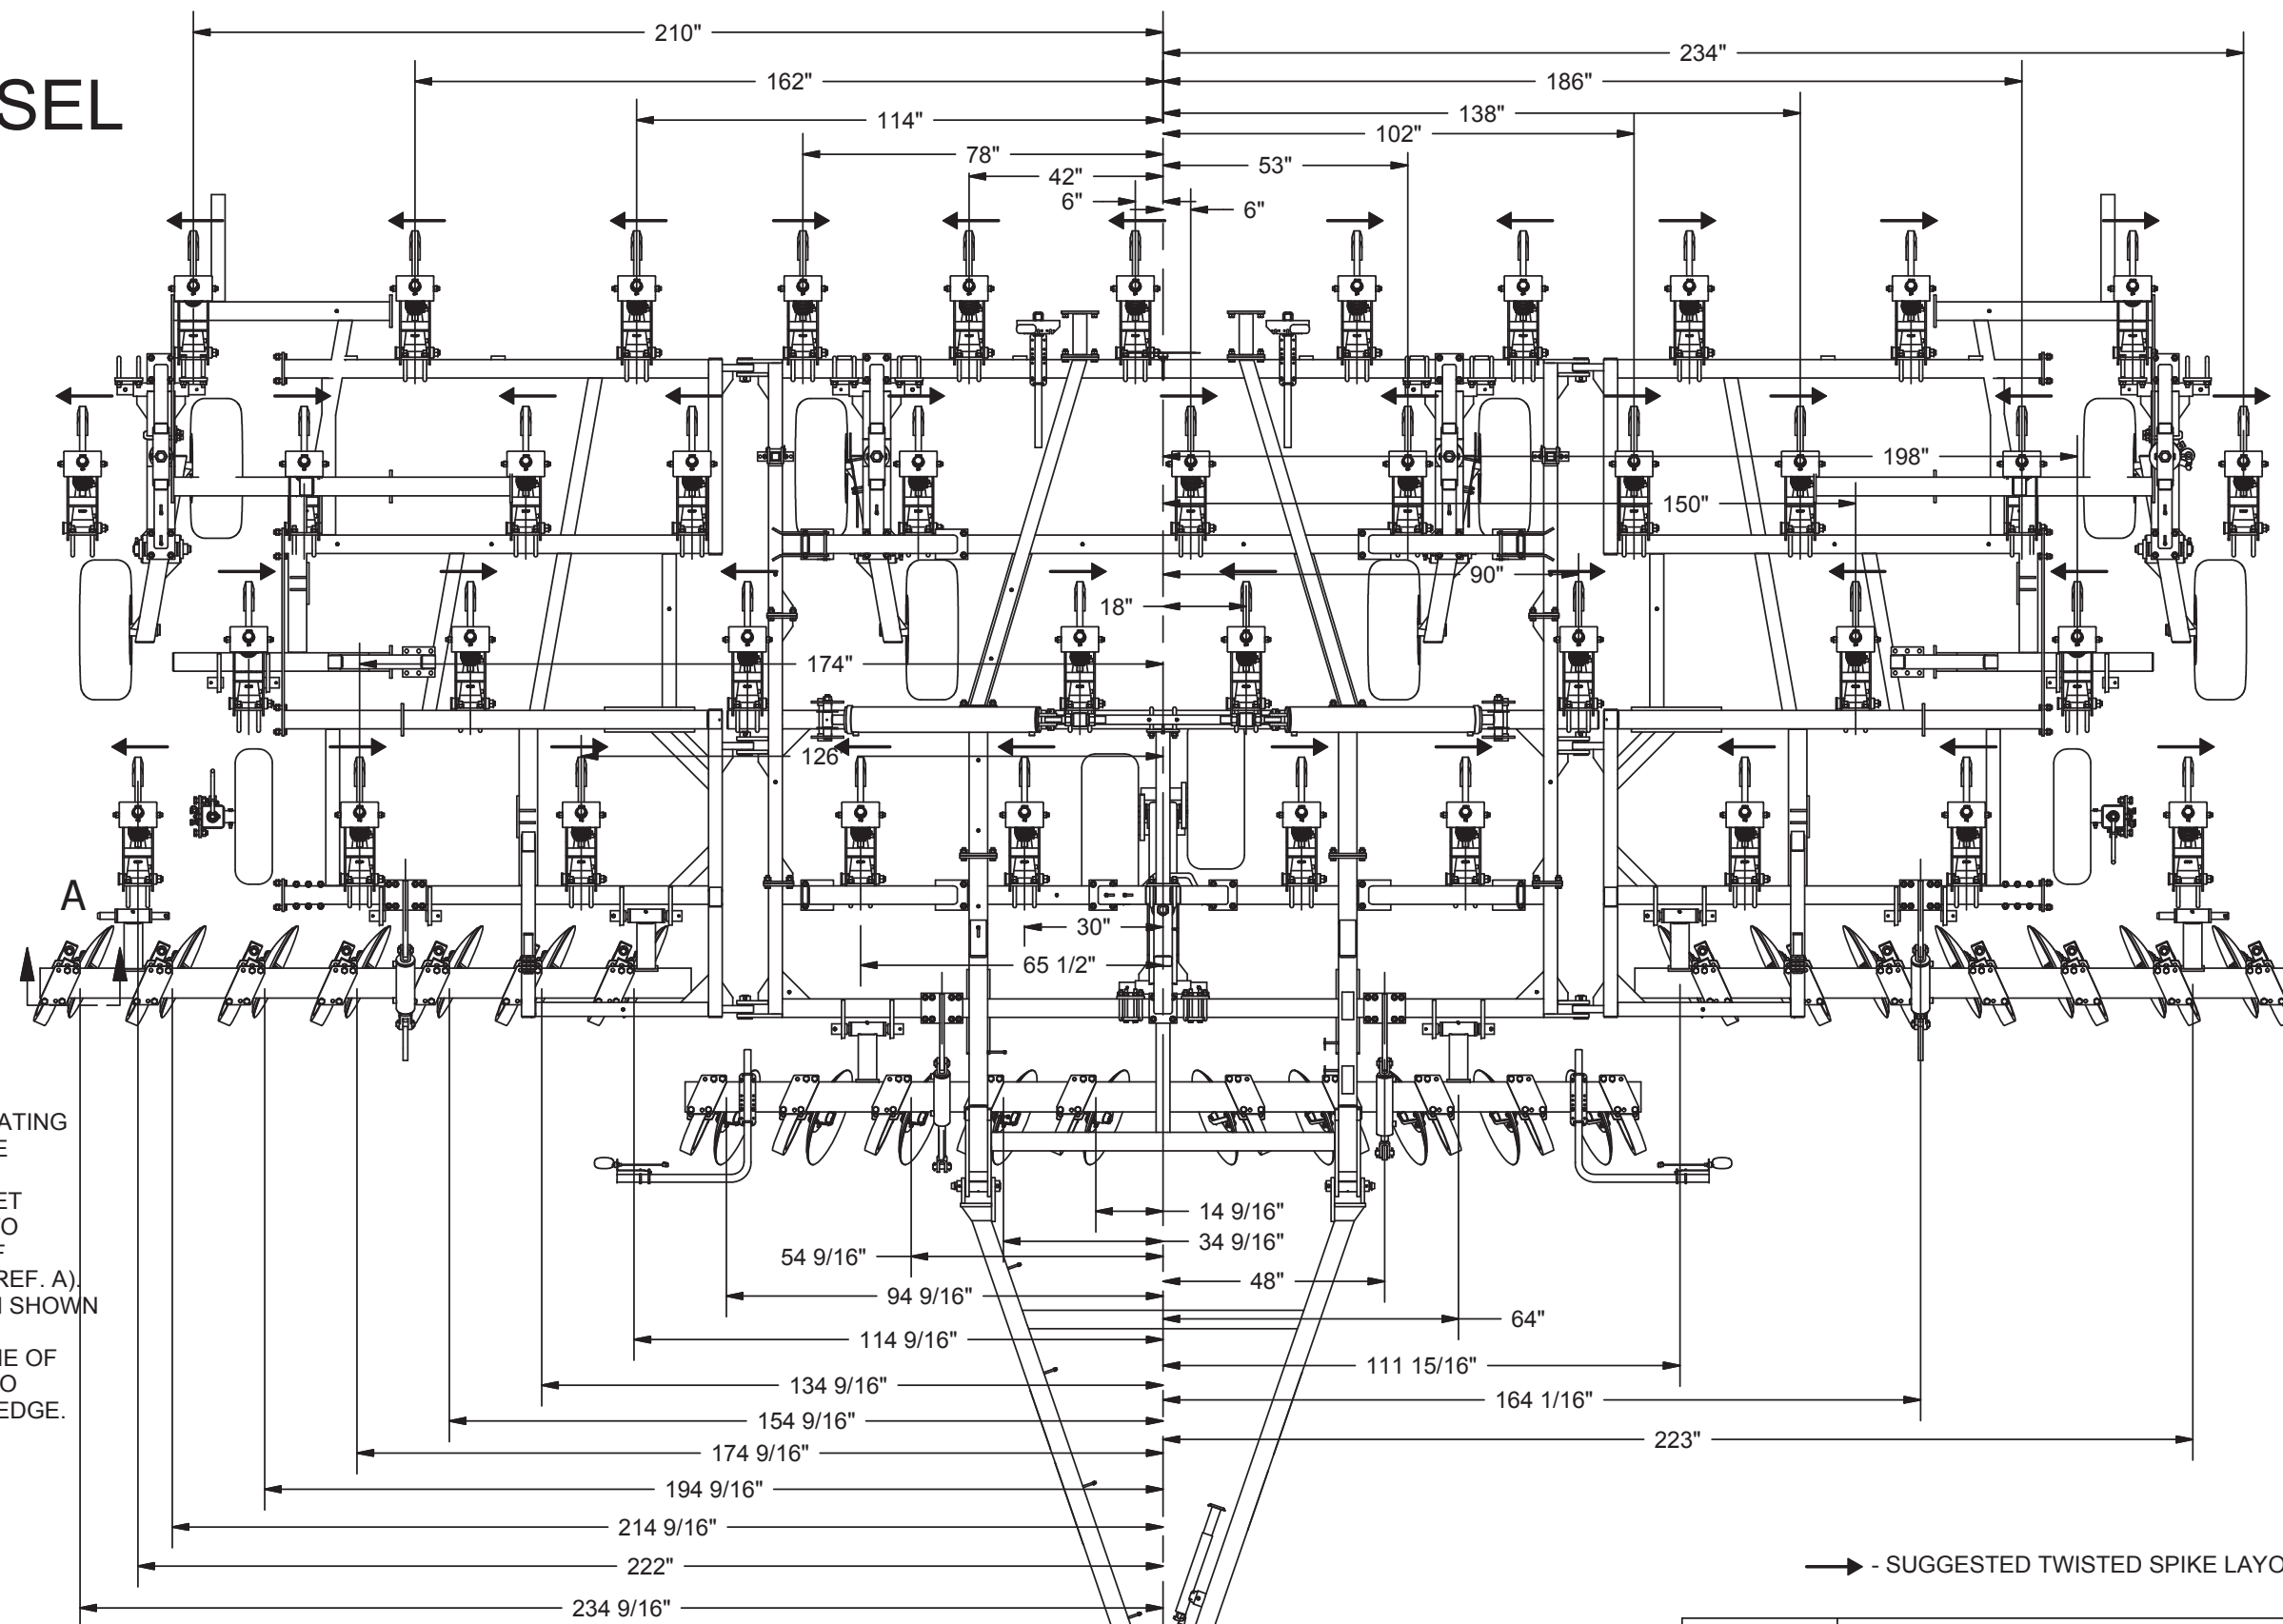 210"
234"
162"
186"
SEL
114"
138"
102"
78"
53"
42"
6"
6"
198"
150"
90"
18"
174"
126"
A
30"
65 1/2"
ATING
E
ET
TO
F
REF. A).
N SHOWN
NE OF
TO
EDGE.
14 9/16"
34 9/16"
54 9/16"
48"
94 9/16"
64"
114 9/16"
111 15/16"
134 9/16"
164 1/16"
154 9/16"
223"
174 9/16"
194 9/16"
214 9/16"
222"
- SUGGESTED TWISTED SPIKE LAYO
234 9/16"